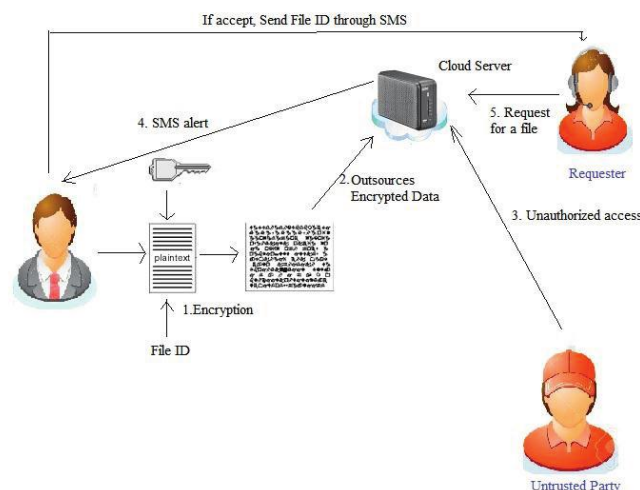 If accept, Send File ID through SMS
Cloud Server
4. SMS alert
5. Request
for a file
Requester
2.Outsources
Encrypted Data
3. Unauthorized access
plaintext
1.Encryption
File ID
Untrusted Party